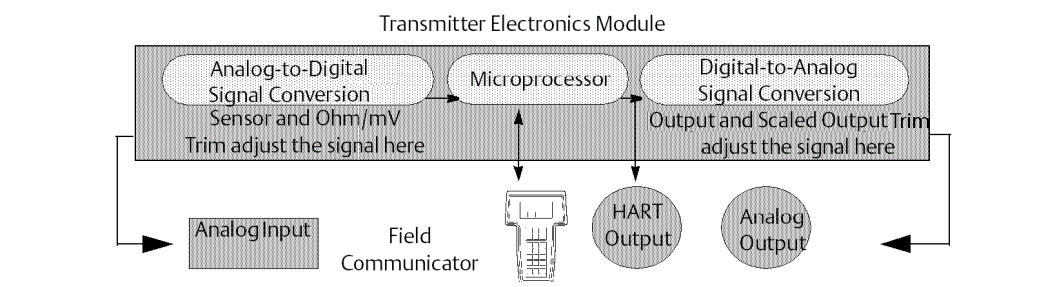 Transmitter Electronics Module
Analog-to-Digital
Signal Conversion
Microprocessor
Digital-to-Analog
Signal Conversion
Sensor and Ohm/mV
Trim adjust the signal here
Output and Scaled Output Trim
adjust the signal here
Analog Input
Field
Communicator
HART
Output
Analog
Output